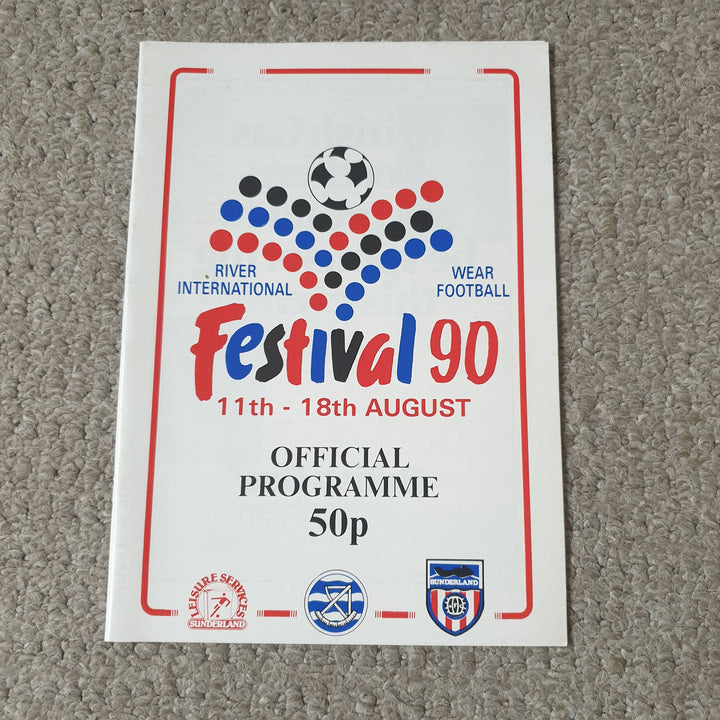 RIVER
INTERNATIONAL
WEAR
FOOTBALL
Festival 90
11th - 18th AUGUST
OFFICIAL
PROGRAMME
50p
LEISURE SERVICES
SUNDERLAND
SUNDERLAND